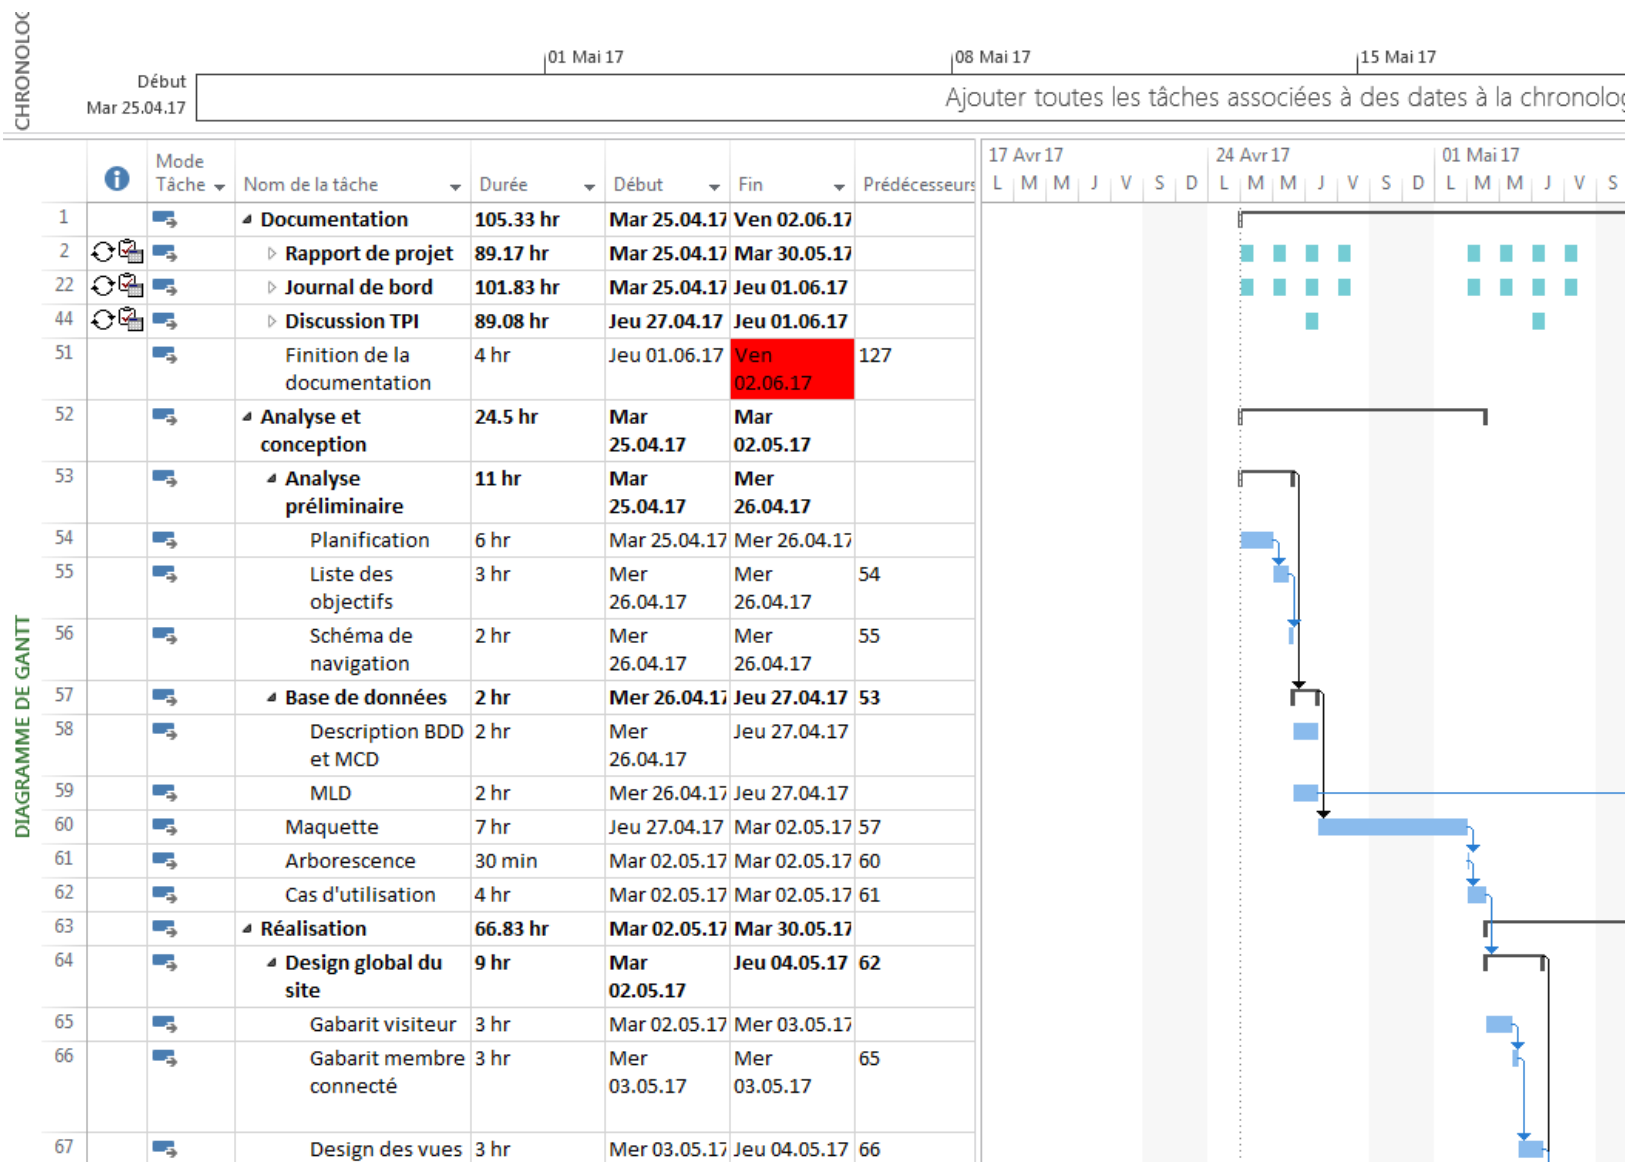 CHRONOLOG
01 Mai 17
08 Mai 17
15 Mai 17
Début
Mar 25.04.17
Ajouter toutes les tâches associées à des dates à la chronolog
DIAGRAMME DE GANTT
Mode
Tâche
Nom de la tâche
Durée
Début
Fin
Prédécesseurs
17 Avr 17
24 Avr 17
01 Mai 17
L M M J V S D L M M J V S D L M M J V S
1 Documentation 105.33 hr Mar 25.04.17 Ven 02.06.17
2 Rapport de projet 89.17 hr Mar 25.04.17 Mar 30.05.17
22 Journal de bord 101.83 hr Mar 25.04.17 Jeu 01.06.17
44 Discussion TPI 89.08 hr Jeu 27.04.17 Jeu 01.06.17
51 Finition de la 4 hr Jeu 01.06.17 Ven 127
documentation 02.06.17
52 Analyse et 24.5 hr Mar Mar
conception 25.04.17 02.05.17
53 Analyse 11 hr Mar Mer
préliminaire 25.04.17 26.04.17
54 Planification 6 hr Mar 25.04.17 Mer 26.04.17
55 Liste des 3 hr Mer Mer 54
objectifs 26.04.17 26.04.17
56 Schéma de 2 hr Mer Mer 55
navigation 26.04.17 26.04.17
57 Base de données 2 hr Mer 26.04.17 Jeu 27.04.17 53
58 Description BDD 2 hr Mer Jeu 27.04.17
et MCD 26.04.17
59 MLD 2 hr Mer 26.04.17 Jeu 27.04.17
60 Maquette 7 hr Jeu 27.04.17 Mar 02.05.17 57
61 Arborescence 30 min Mar 02.05.17 Mar 02.05.17 60
62 Cas d'utilisation 4 hr Mar 02.05.17 Mar 02.05.17 61
63 Réalisation 66.83 hr Mar 02.05.17 Mar 30.05.17
64 Design global du 9 hr Mar Jeu 04.05.17 62
site 02.05.17
65 Gabarit visiteur 3 hr Mar 02.05.17 Mer 03.05.17
66 Gabarit membre 3 hr Mer Mer 65
connecté 03.05.17 03.05.17
67 Design des vues 3 hr Mer 03.05.17 Jeu 04.05.17 66